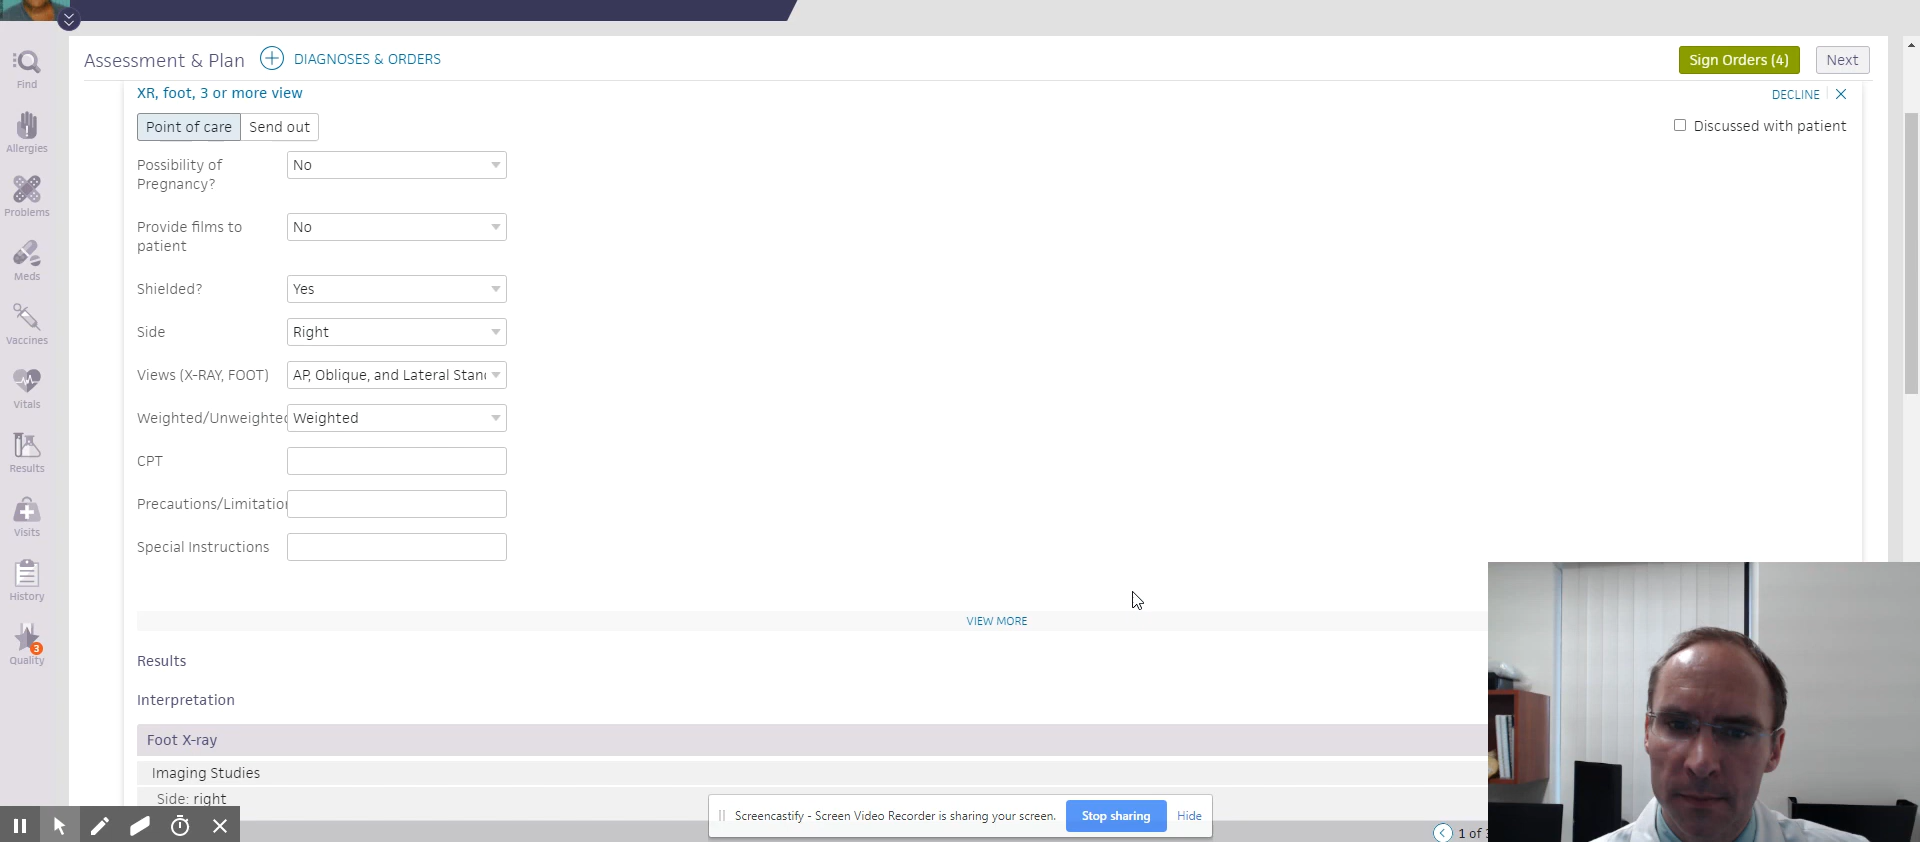 Assessment & Plan DIAGNOSES & ORDERS Sign Orders (4) Next
XR, foot, 3 or more view DECLINE
Point of care Send out Discussed with patient
Possibility of Pregnancy? No
Provide films to patient No
Shielded? Yes
Side Right
Views (X-RAY, FOOT) AP, Oblique, and Lateral Stand
Weighted/Unweighted Weighted
CPT
Precautions/Limitation
Special Instructions
VIEW MORE
Results
Interpretation
Foot X-ray
Imaging Studies
Side: right
Find
Allergies
Problems
Meds
Vaccines
Vitals
Results
Visits
History
3
Quality
Screencastify - Screen Video Recorder is sharing your screen. Stop sharing Hide
1 of